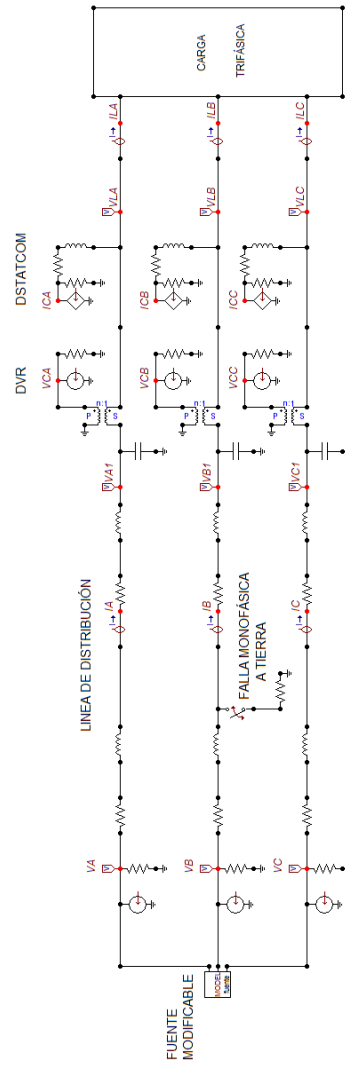 FUENTE
MODIFICABLE
MODEL
fuente
VA
VB
VC
LINEA DE DISTRIBUCIÓN
IA
IB
IC
I
I
I
FALLA MONOFÁSICA
A TIERRA
VA1
VB1
VC1
V
V
V
V
V
V
DVR
VCA
VCB
VCC
n:1
P
S
n:1
P
S
n:1
P
S
DSTATCOM
ICA
ICB
ICC
VLA
VLB
VLC
V
V
V
ILA
ILB
ILC
I
I
I
CARGA
TRIFÁSICA